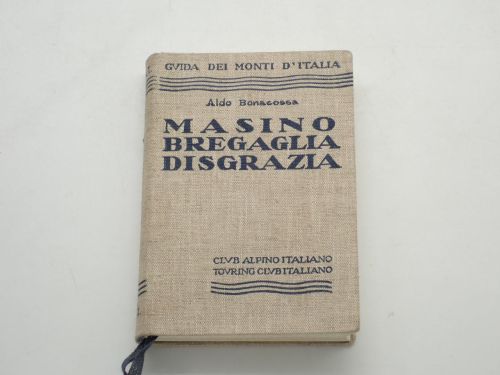 GVIDA DEI MONTI D'ITALIA
Aldo Bonacossa
MASINO
BREGAGLIA
DISGRAZIA
CLVB ALPINO ITALIANO
TOVRING CLVB ITALIANO